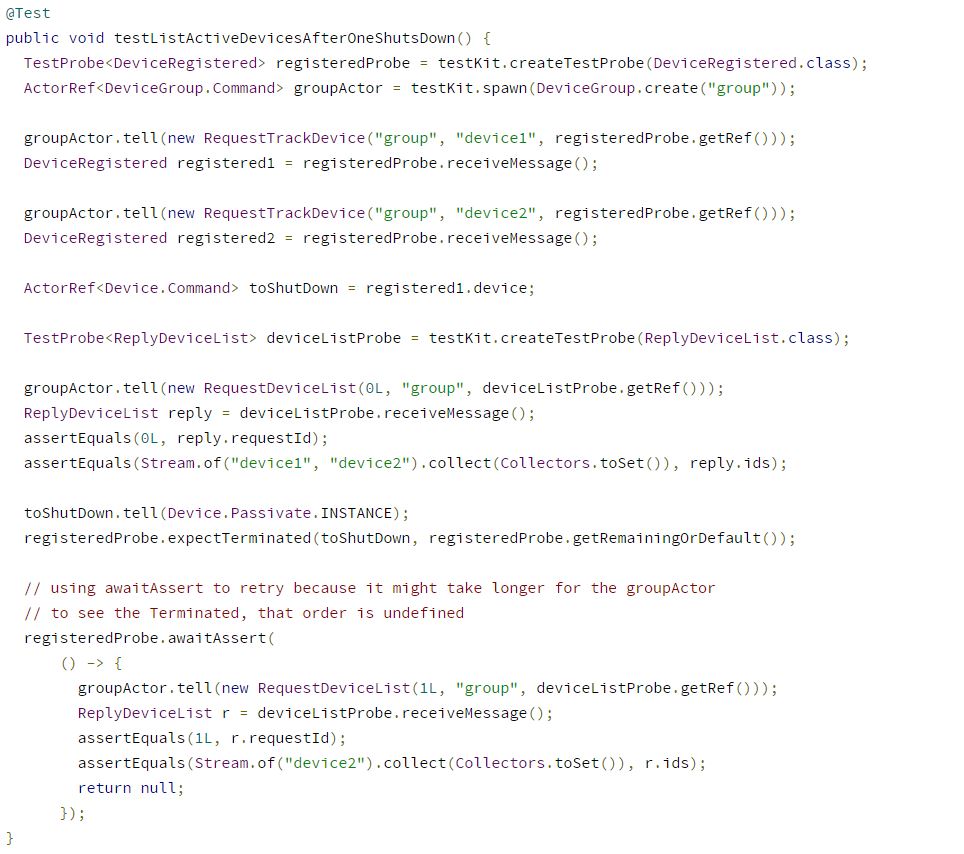 @Test
public void testListActiveDevicesAfterOneShutsDown() {
  TestProbe<DeviceRegistered> registeredProbe = testKit.createTestProbe(DeviceRegistered.class);
  ActorRef<DeviceGroup.Command> groupActor = testKit.spawn(DeviceGroup.create("group"));

  groupActor.tell(new RequestTrackDevice("group", "device1", registeredProbe.getRef()));
  DeviceRegistered registered1 = registeredProbe.receiveMessage();

  groupActor.tell(new RequestTrackDevice("group", "device2", registeredProbe.getRef()));
  DeviceRegistered registered2 = registeredProbe.receiveMessage();

  ActorRef<Device.Command> toShutDown = registered1.device;

  TestProbe<ReplyDeviceList> deviceListProbe = testKit.createTestProbe(ReplyDeviceList.class);

  groupActor.tell(new RequestDeviceList(0L, "group", deviceListProbe.getRef()));
  ReplyDeviceList reply = deviceListProbe.receiveMessage();
  assertEquals(0L, reply.requestId);
  assertEquals(Stream.of("device1", "device2").collect(Collectors.toSet()), reply.ids);

  toShutDown.tell(Device.Passivate.INSTANCE);
  registeredProbe.expectTerminated(toShutDown, registeredProbe.getRemainingOrDefault());

  // using awaitAssert to retry because it might take longer for the groupActor
  // to see the Terminated, that order is undefined
  registeredProbe.awaitAssert(
      () -> {
        groupActor.tell(new RequestDeviceList(1L, "group", deviceListProbe.getRef()));
        ReplyDeviceList r = deviceListProbe.receiveMessage();
        assertEquals(1L, r.requestId);
        assertEquals(Stream.of("device2").collect(Collectors.toSet()), r.ids);
        return null;
      });
}